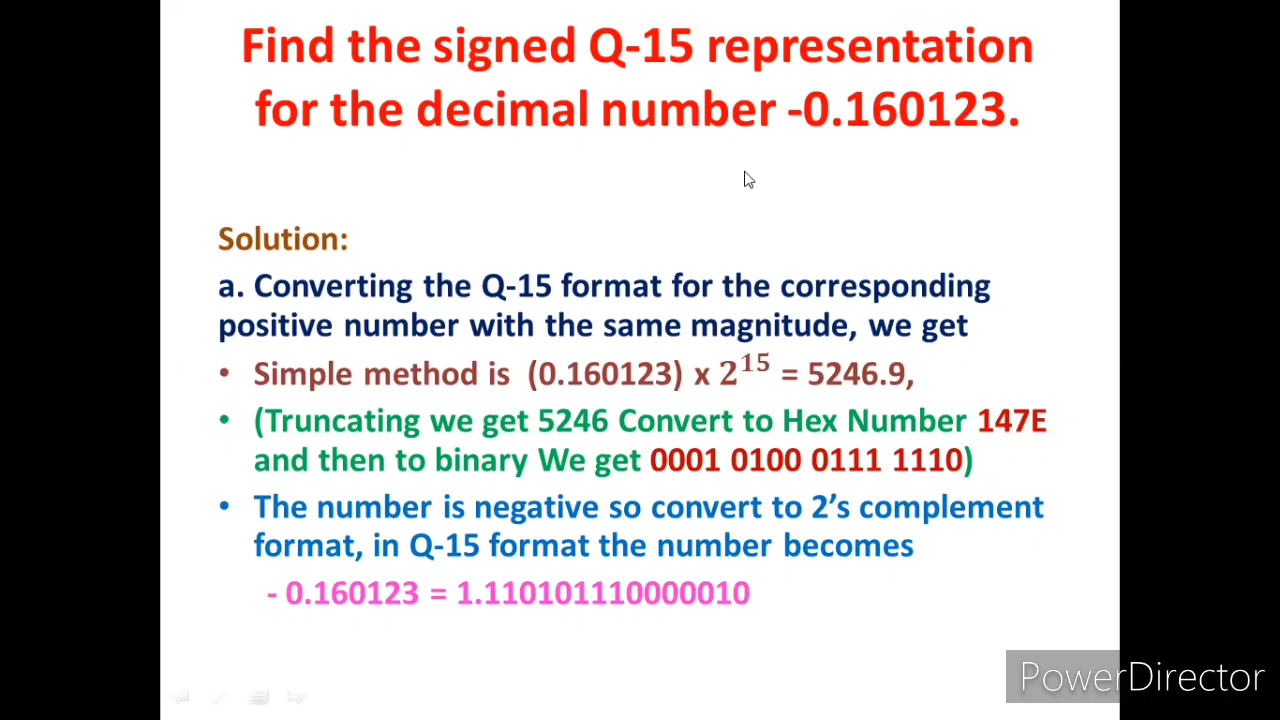 Find the signed Q-15 representation
for the decimal number -0.160123.
Solution:
a. Converting the Q-15 format for the corresponding
positive number with the same magnitude, we get
• Simple method is (0.160123) x 2¹⁵ = 5246.9,
• (Truncating we get 5246 Convert to Hex Number 147E
and then to binary We get 0001 0100 0111 1110)
• The number is negative so convert to 2’s complement
format, in Q-15 format the number becomes
- 0.160123 = 1.110101110000010
PowerDirector